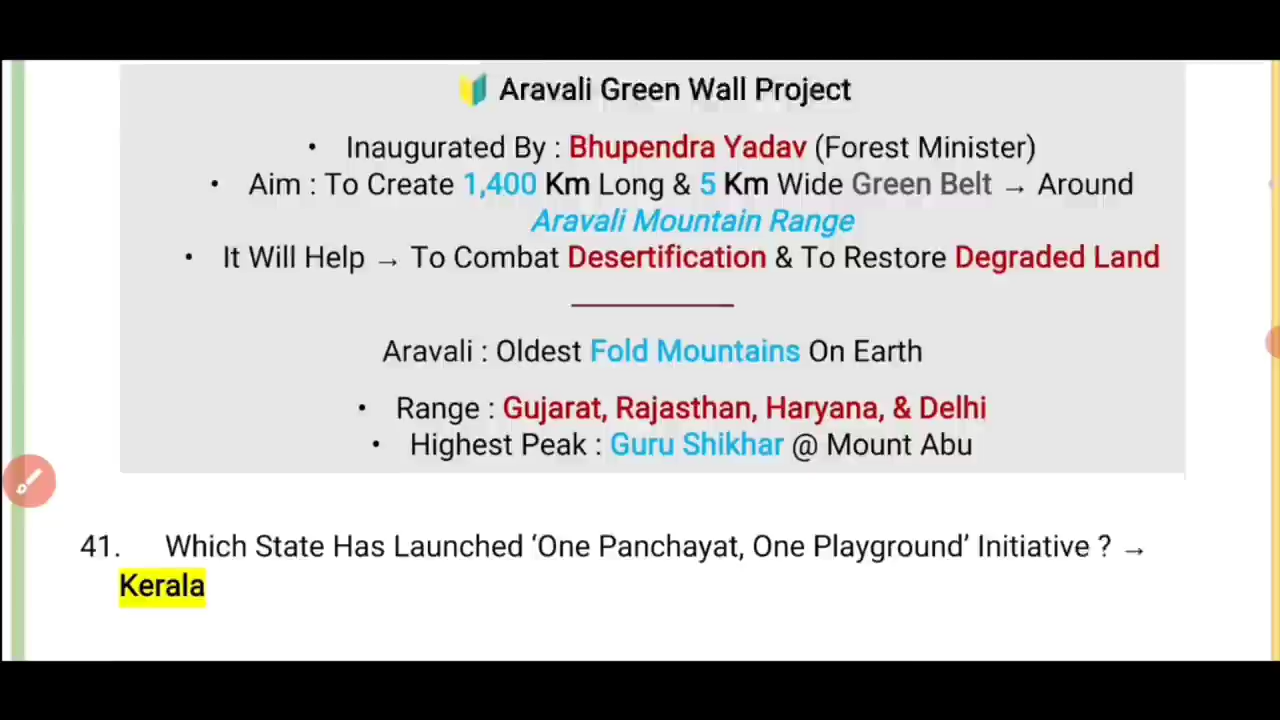 🔰 Aravali Green Wall Project
• Inaugurated By : Bhupendra Yadav (Forest Minister)
• Aim : To Create 1,400 Km Long & 5 Km Wide Green Belt → Around
Aravali Mountain Range
• It Will Help → To Combat Desertification & To Restore Degraded Land
Aravali : Oldest Fold Mountains On Earth
• Range : Gujarat, Rajasthan, Haryana, & Delhi
• Highest Peak : Guru Shikhar @ Mount Abu
41. Which State Has Launched ‘One Panchayat, One Playground’ Initiative ? →
Kerala